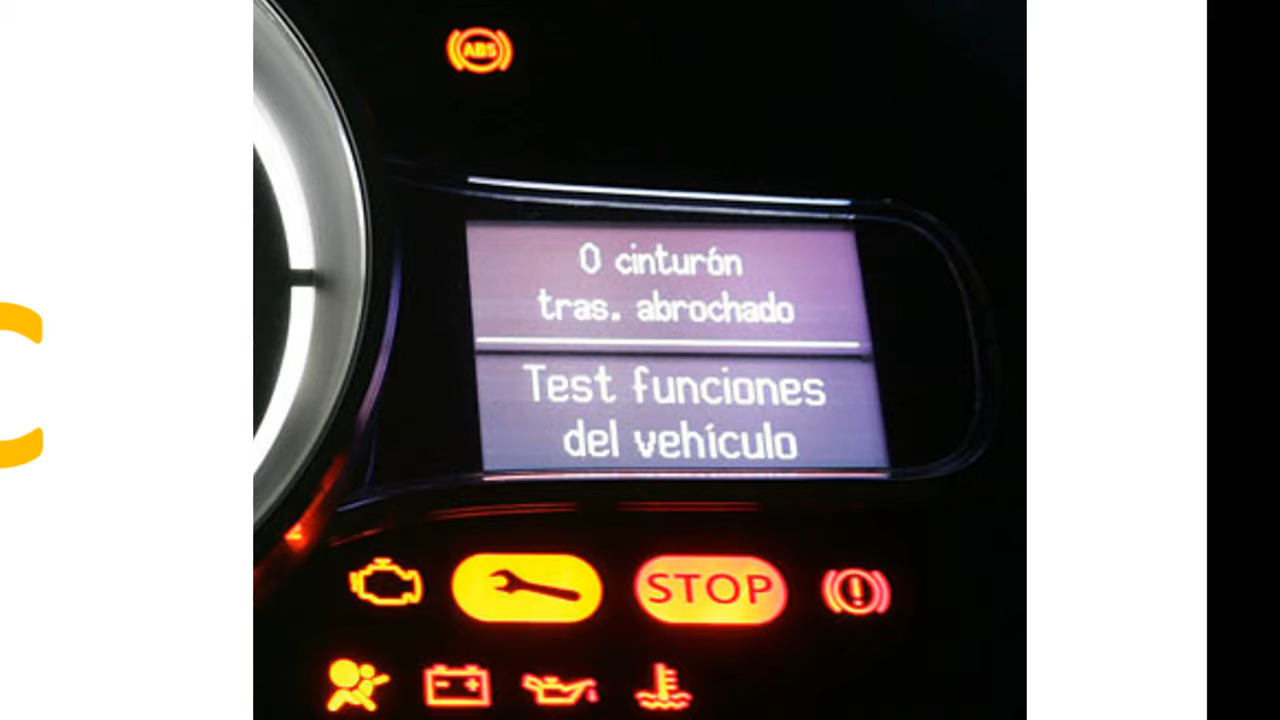 ABS
0 cinturón
tras. abrochado
Test funciones
del vehículo
STOP